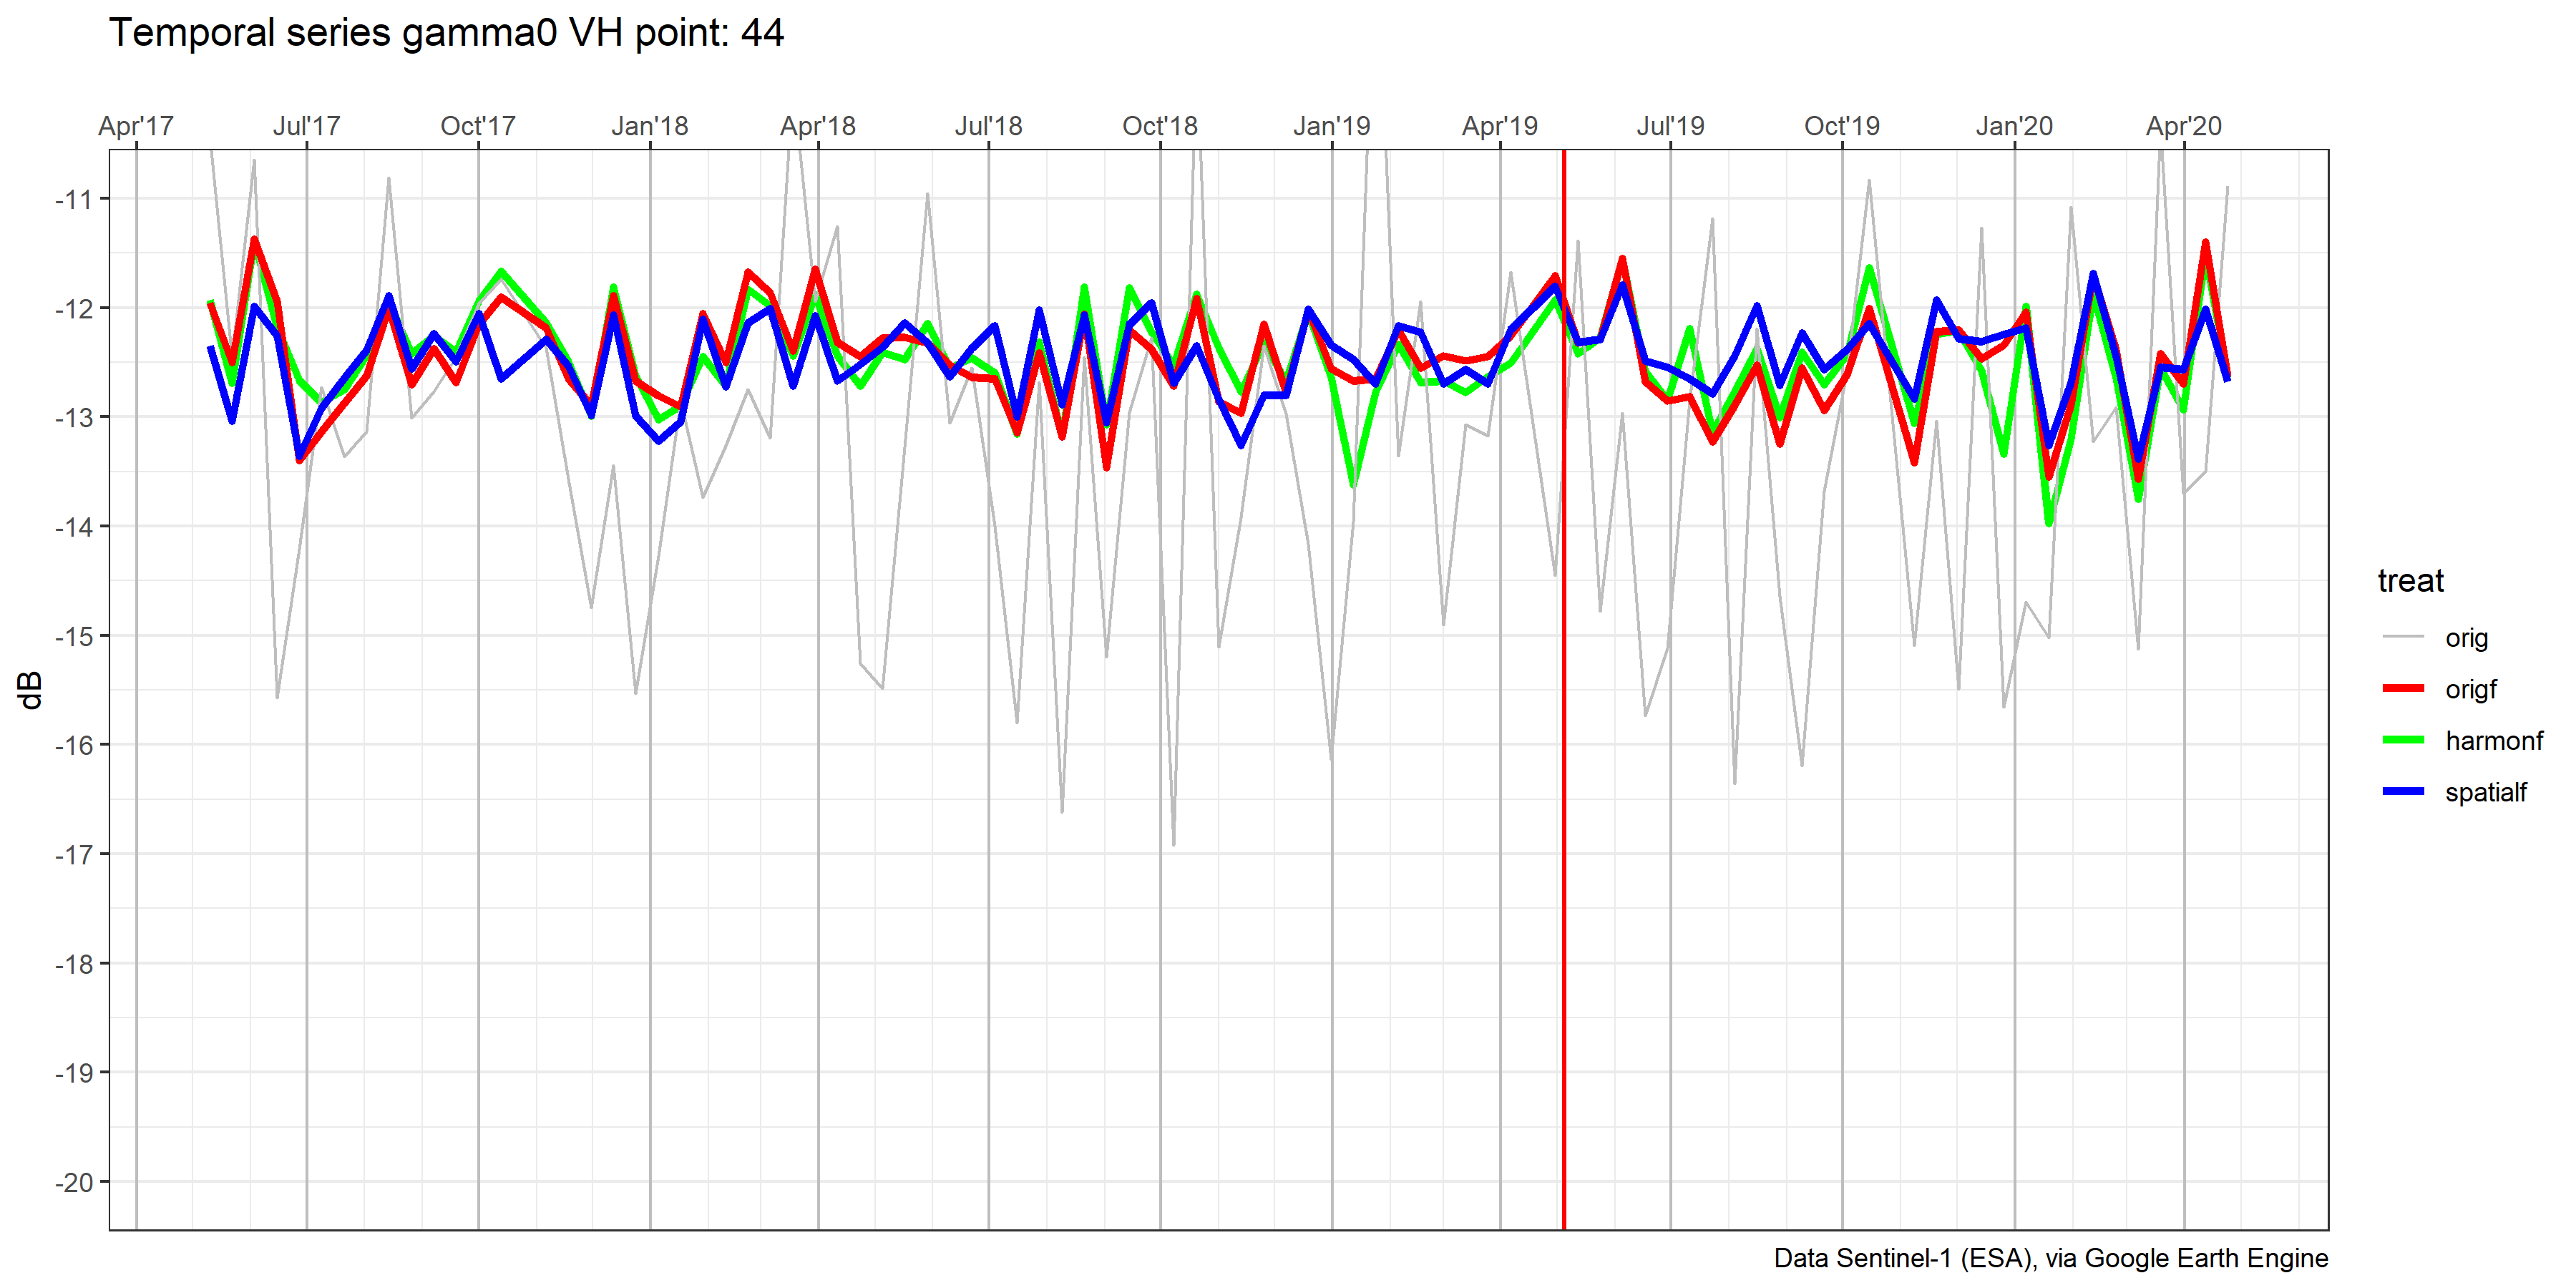 Temporal series gamma0 VH point: 44
Apr'17 Jul'17 Oct'17 Jan'18 Apr'18 Jul'18 Oct'18 Jan'19 Apr'19 Jul'19 Oct'19 Jan'20 Apr'20
-11
-12
-13
-14
-15
-16
-17
-18
-19
-20
dB
treat
orig
origf
harmonf
spatialf
Data Sentinel-1 (ESA), via Google Earth Engine